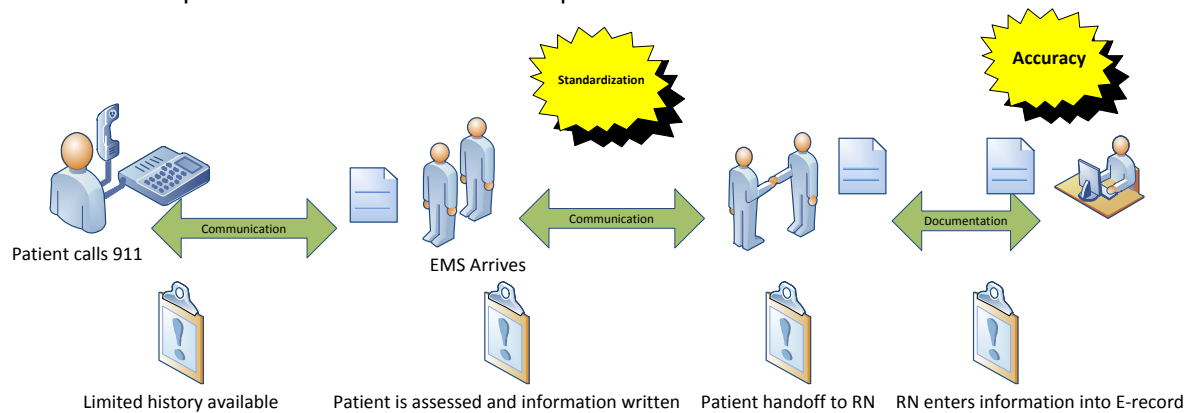 Standardization
Accuracy
Communication
Communication
Documentation
Patient calls 911
EMS Arrives
Limited history available
Patient is assessed and information written
Patient handoff to RN
RN enters information into E-record